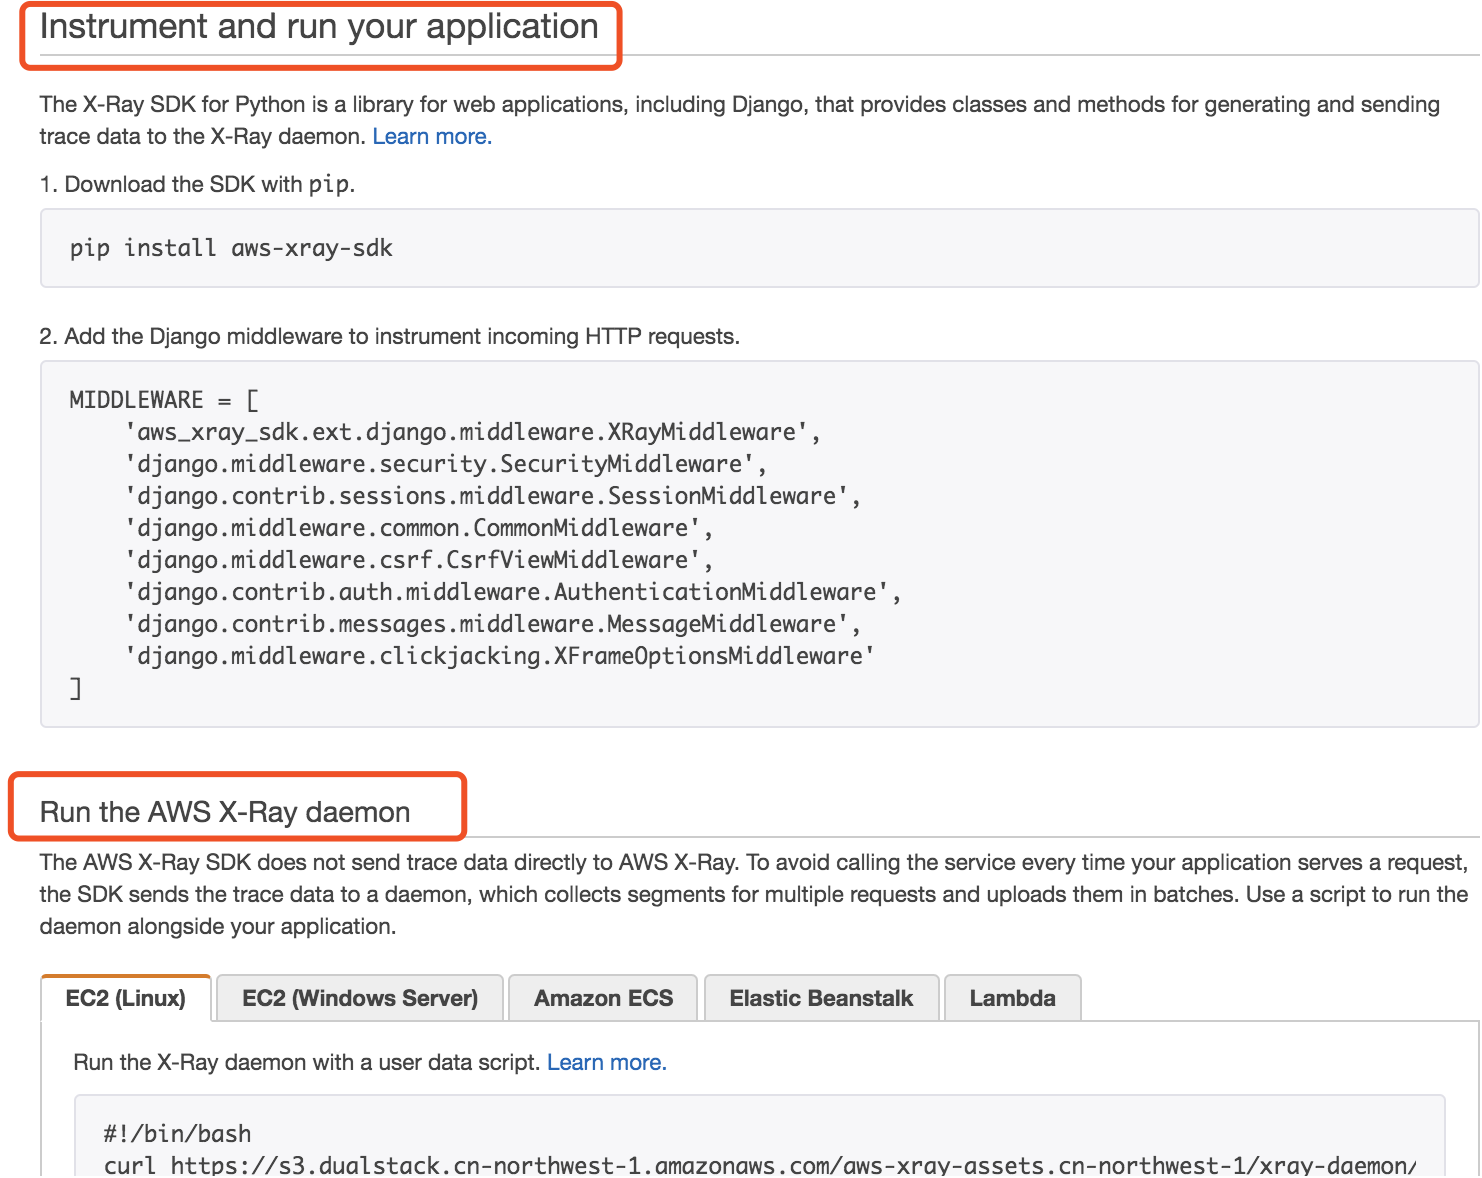 Instrument and run your application
The X-Ray SDK for Python is a library for web applications, including Django, that provides classes and methods for generating and sending
trace data to the X-Ray daemon. Learn more.
1. Download the SDK with pip.
pip install aws-xray-sdk
2. Add the Django middleware to instrument incoming HTTP requests.
MIDDLEWARE = [
    'aws_xray_sdk.ext.django.middleware.XRayMiddleware',
    'django.middleware.security.SecurityMiddleware',
    'django.contrib.sessions.middleware.SessionMiddleware',
    'django.middleware.common.CommonMiddleware',
    'django.middleware.csrf.CsrfViewMiddleware',
    'django.contrib.auth.middleware.AuthenticationMiddleware',
    'django.contrib.messages.middleware.MessageMiddleware',
    'django.middleware.clickjacking.XFrameOptionsMiddleware'
]
Run the AWS X-Ray daemon
The AWS X-Ray SDK does not send trace data directly to AWS X-Ray. To avoid calling the service every time your application serves a request,
the SDK sends the trace data to a daemon, which collects segments for multiple requests and uploads them in batches. Use a script to run the
daemon alongside your application.
EC2 (Linux) EC2 (Windows Server) Amazon ECS Elastic Beanstalk Lambda
Run the X-Ray daemon with a user data script. Learn more.
#!/bin/bash
curl https://s3.dualstack.cn-northwest-1.amazonaws.com/aws-xray-assets.cn-northwest-1/xray-daemon/